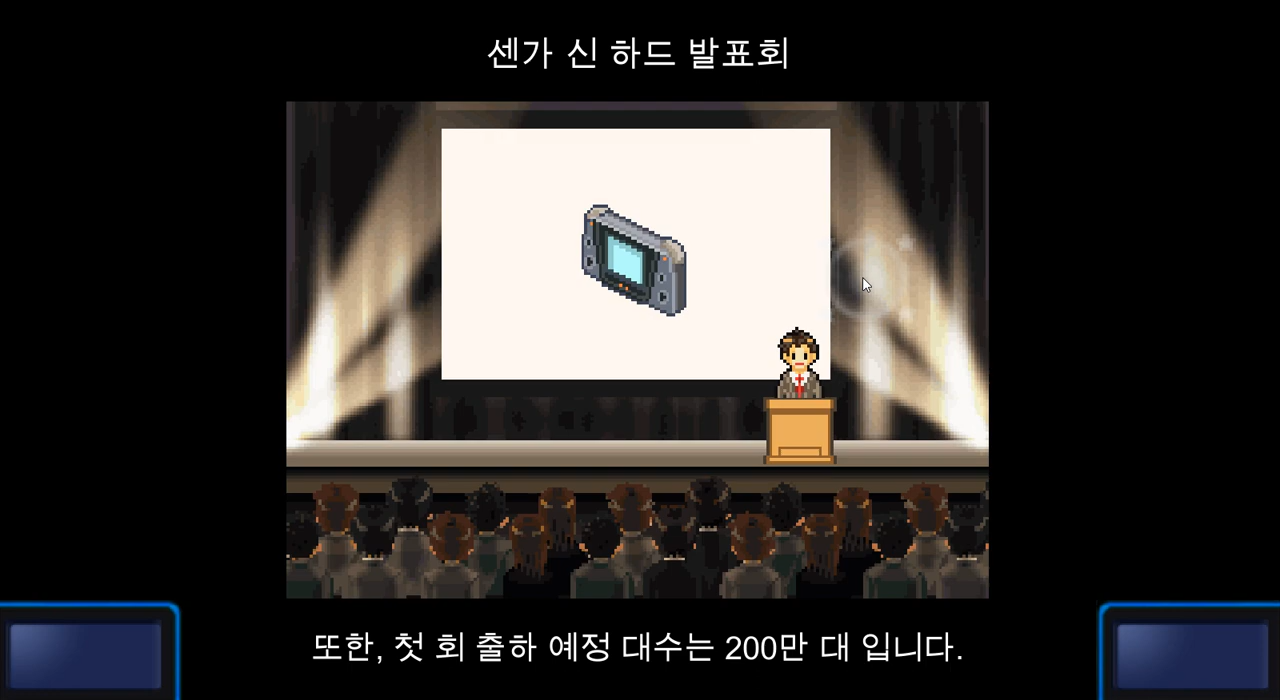 센가 신 하드 발표회
또한, 첫 회 출하 예정 대수는 200만 대 입니다.